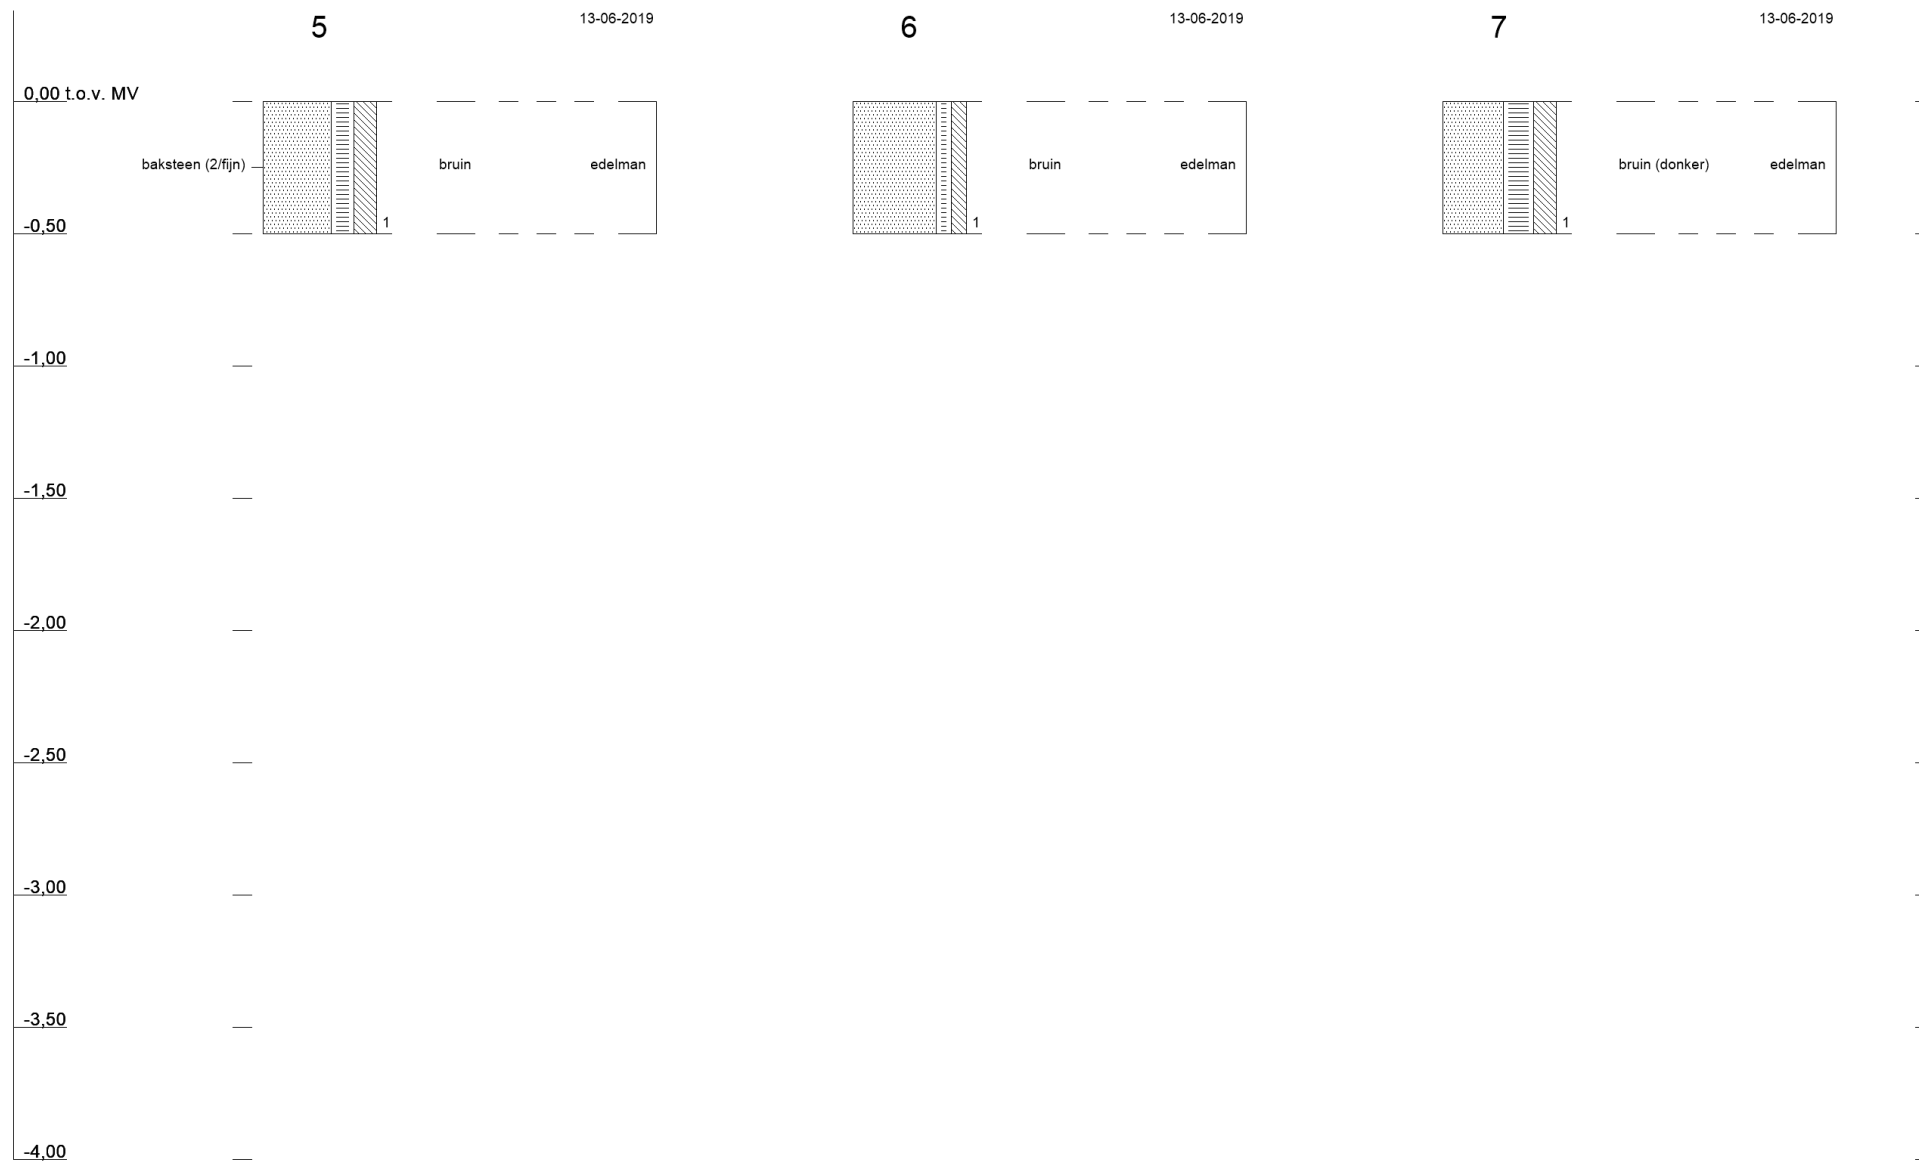 5 13-06-2019 6 13-06-2019 7 13-06-2019
0,00 t.o.v. MV
baksteen (2/fijn) bruin edelman bruin edelman bruin (donker) edelman
1 1 1
-0,50
-1,00
-1,50
-2,00
-2,50
-3,00
-3,50
-4,00